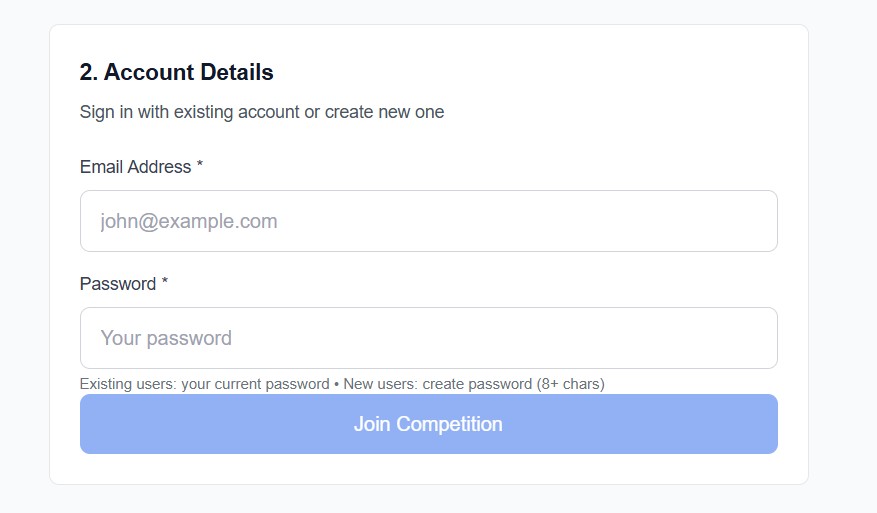 2. Account Details
Sign in with existing account or create new one
Email Address *
john@example.com
Password *
Your password
Existing users: your current password • New users: create password (8+ chars)
Join Competition